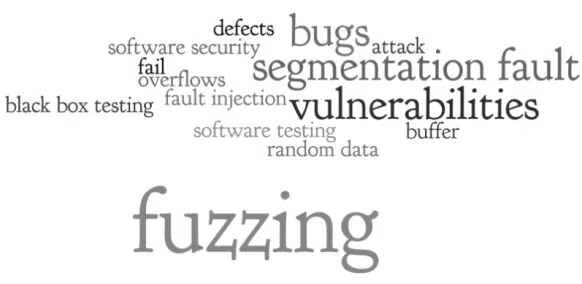 defects
bugs
software security
attack
fail
segmentation fault
overflows
black box testing
fault injection
vulnerabilities
software testing
buffer
random data
fuzzing